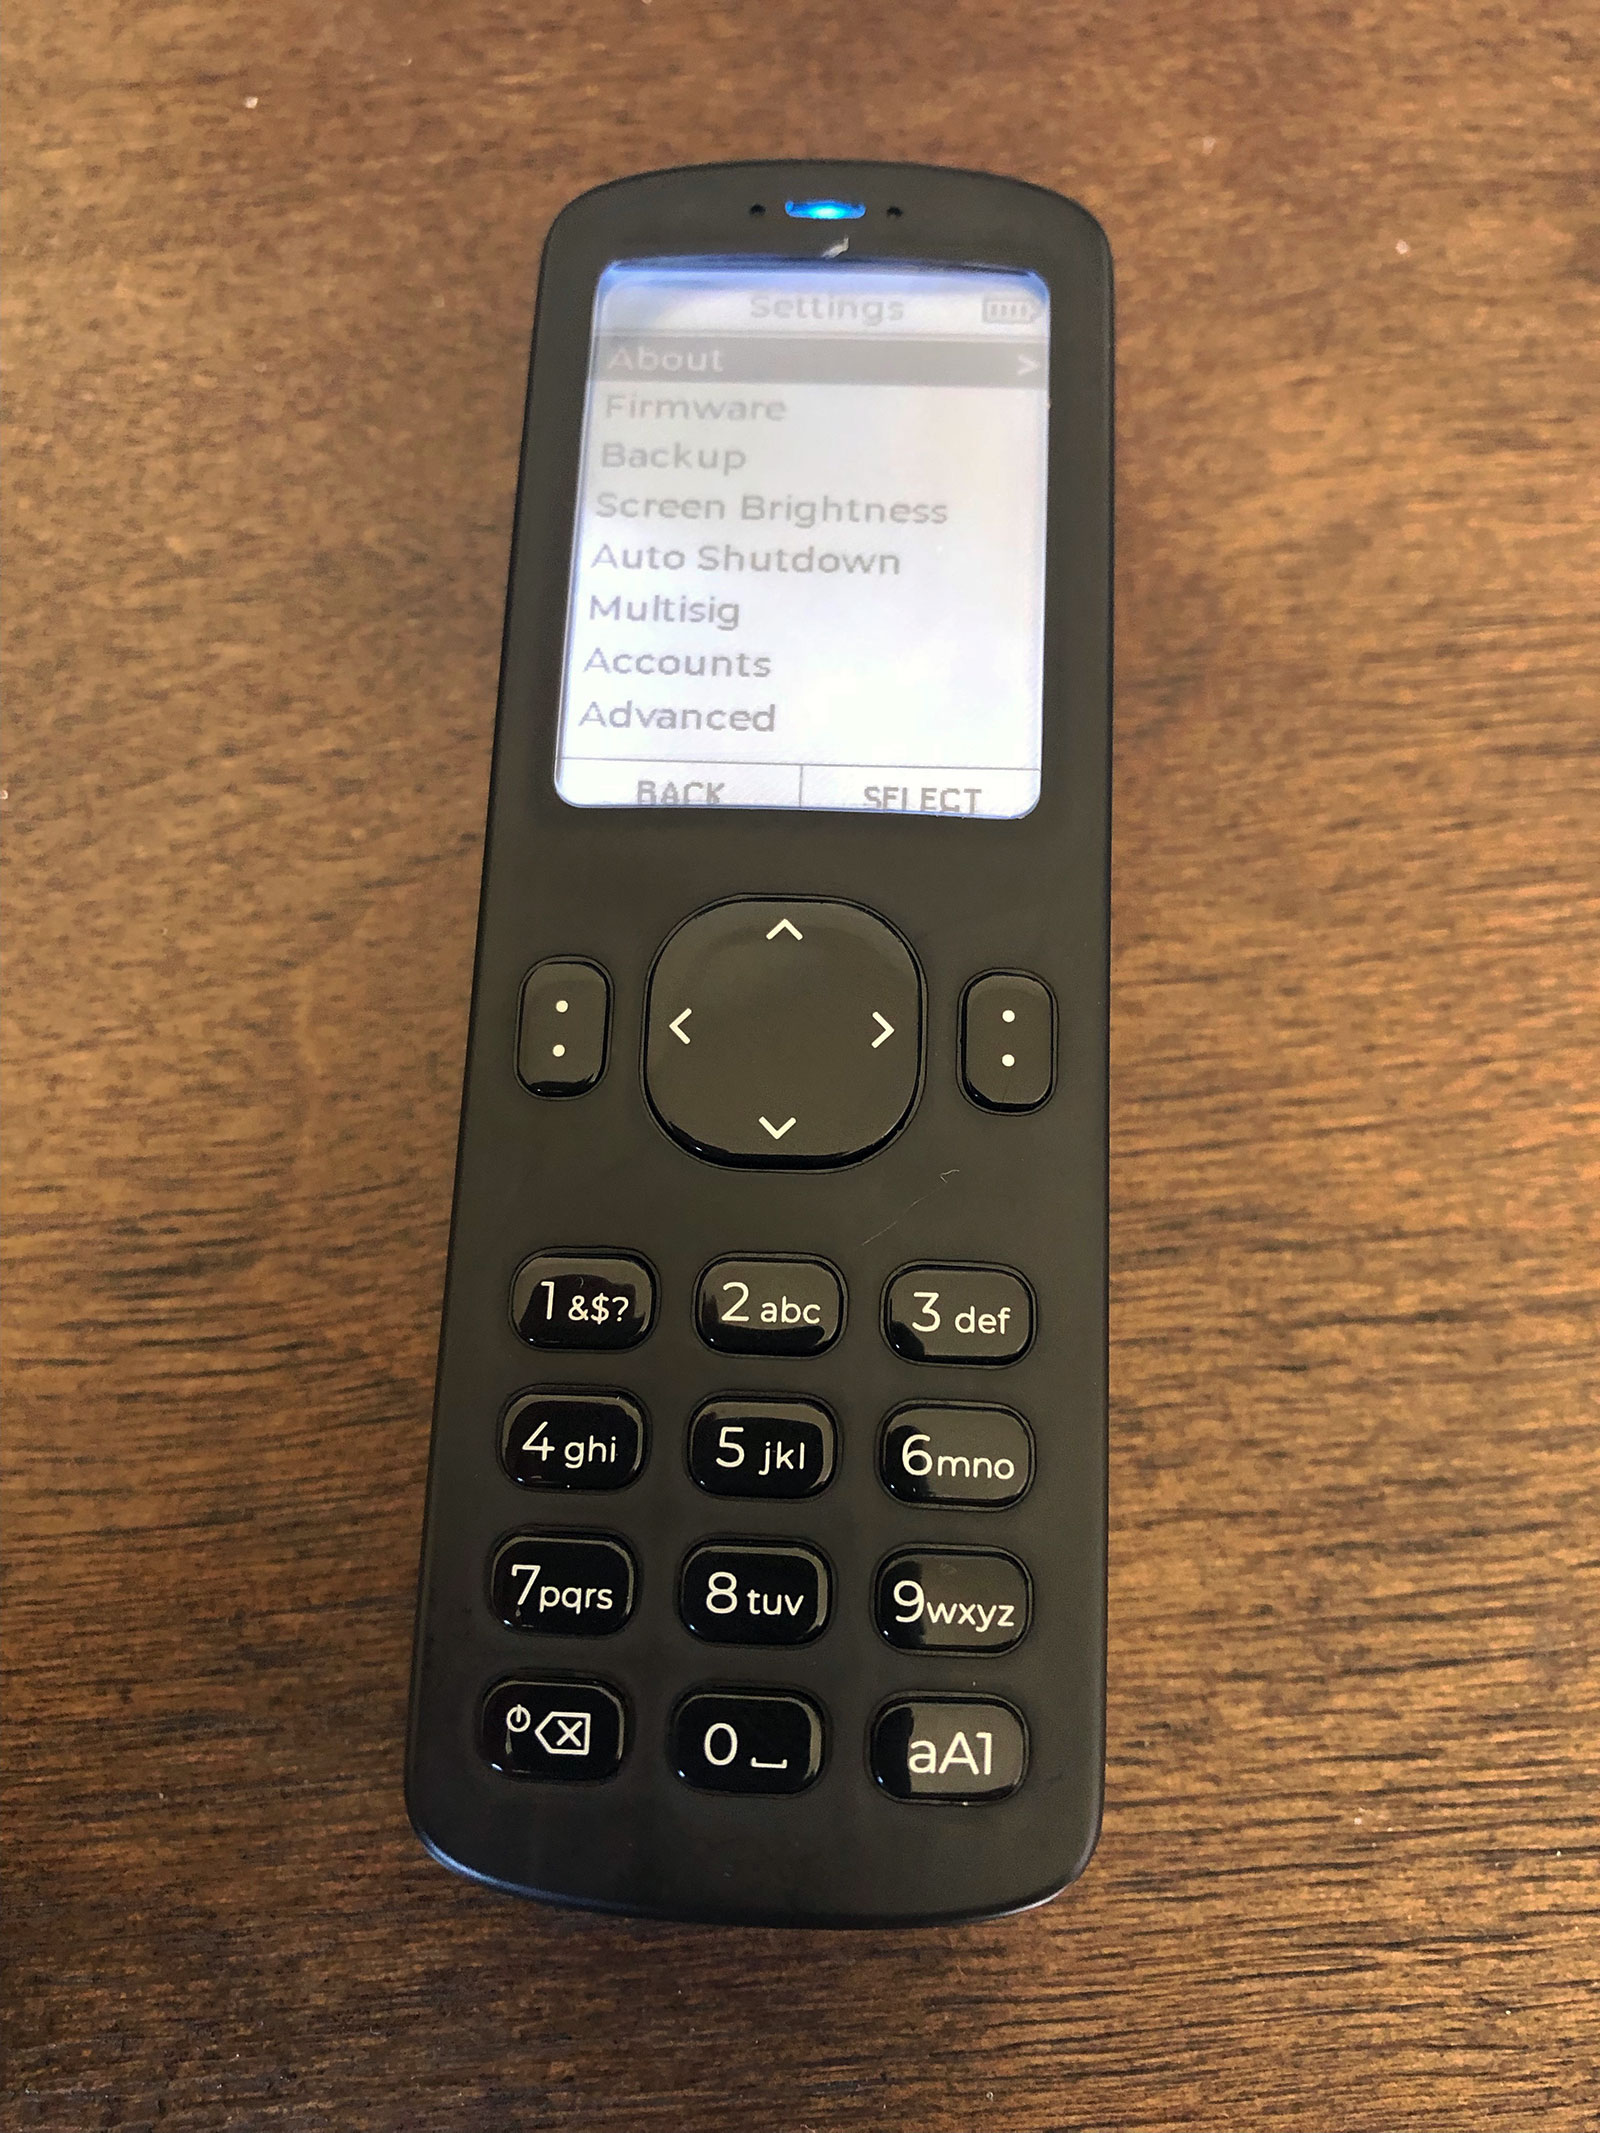 Settings
About >
Firmware
Backup
Screen Brightness
Auto Shutdown
Multisig
Accounts
Advanced
BACK SELECT
1 &$? 2 abc 3 def
4 ghi 5 jkl 6 mno
7 pqrs 8 tuv 9 wxyz
0 aA1